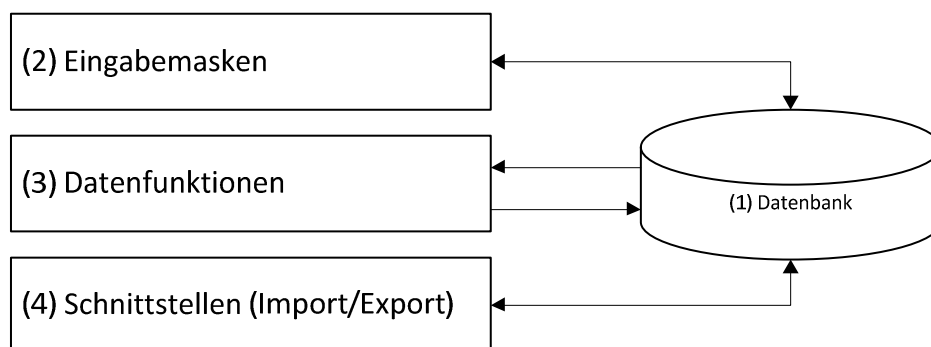 (2) Eingabemasken
(3) Datenfunktionen
(1) Datenbank
(4) Schnittstellen (Import/Export)